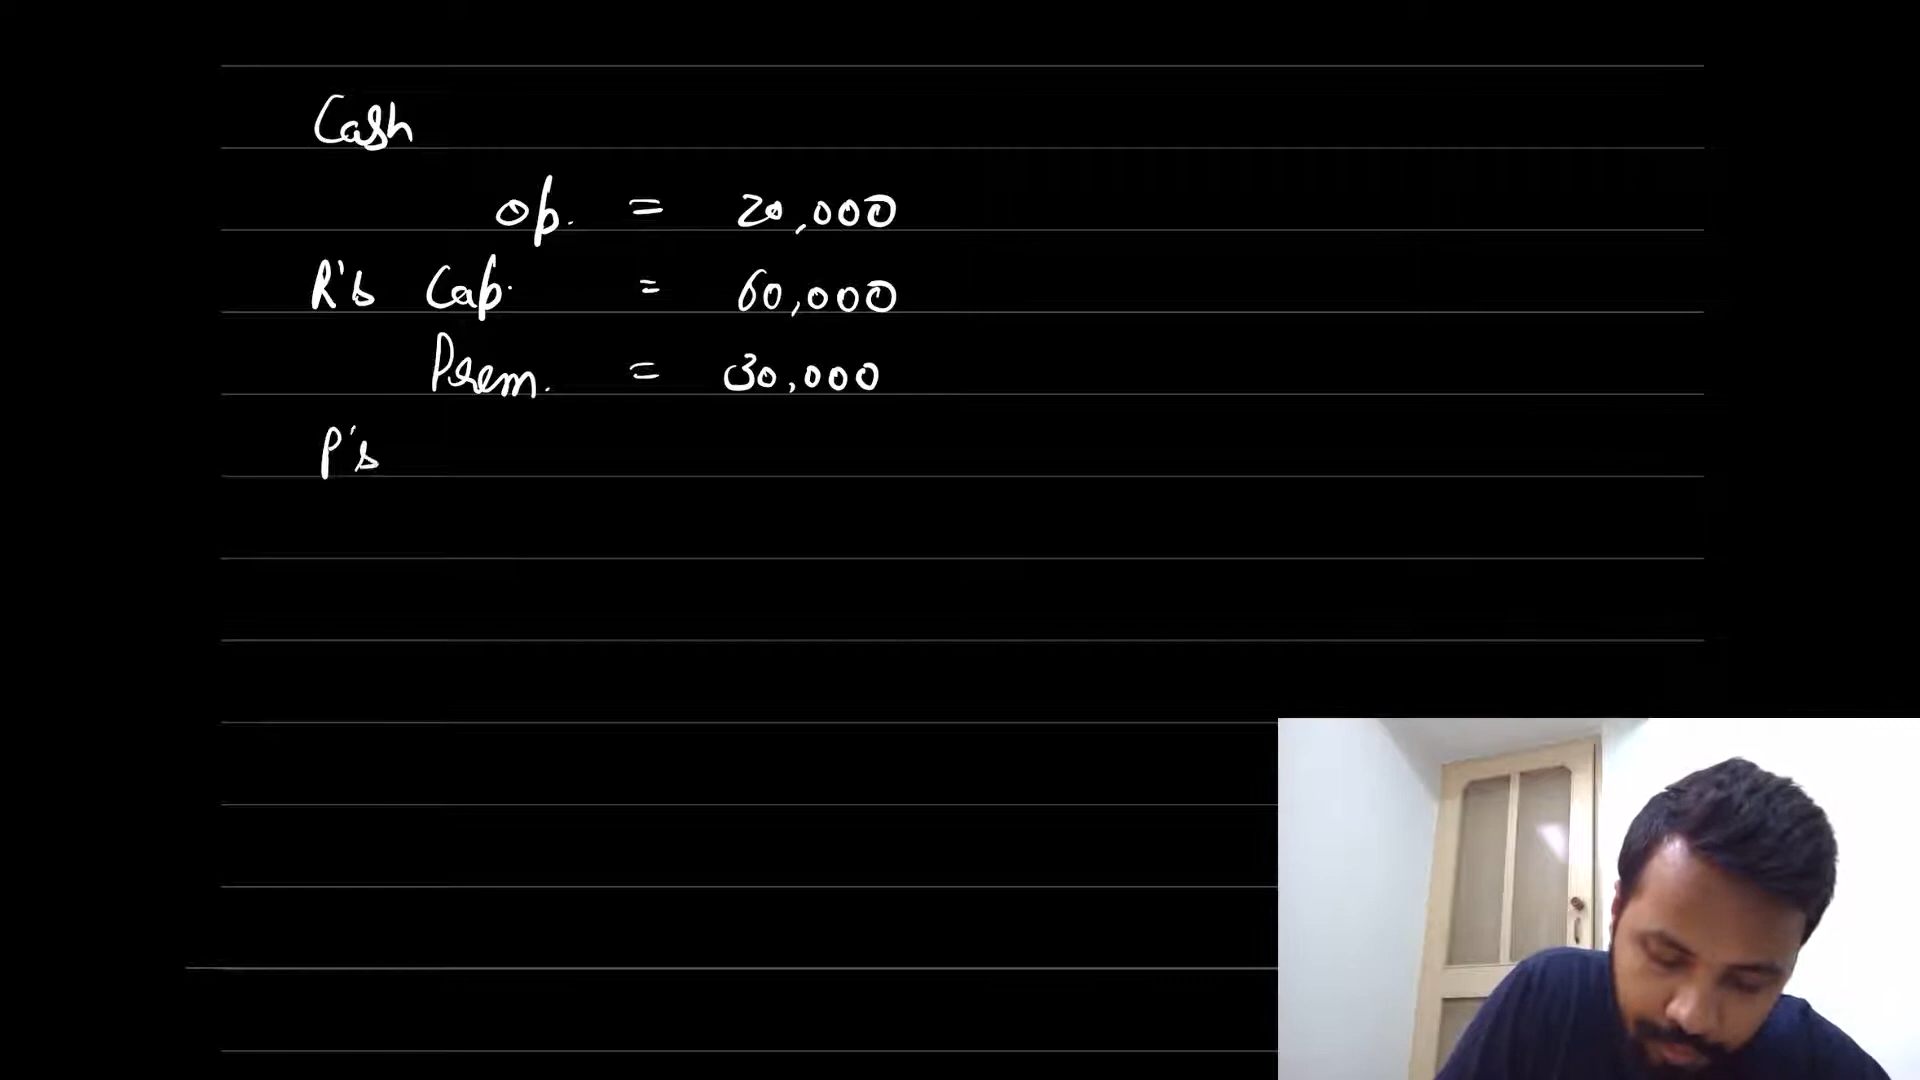 Cash
Op. = 20,000
R's Cap. = 60,000
Prem. = 30,000
P's